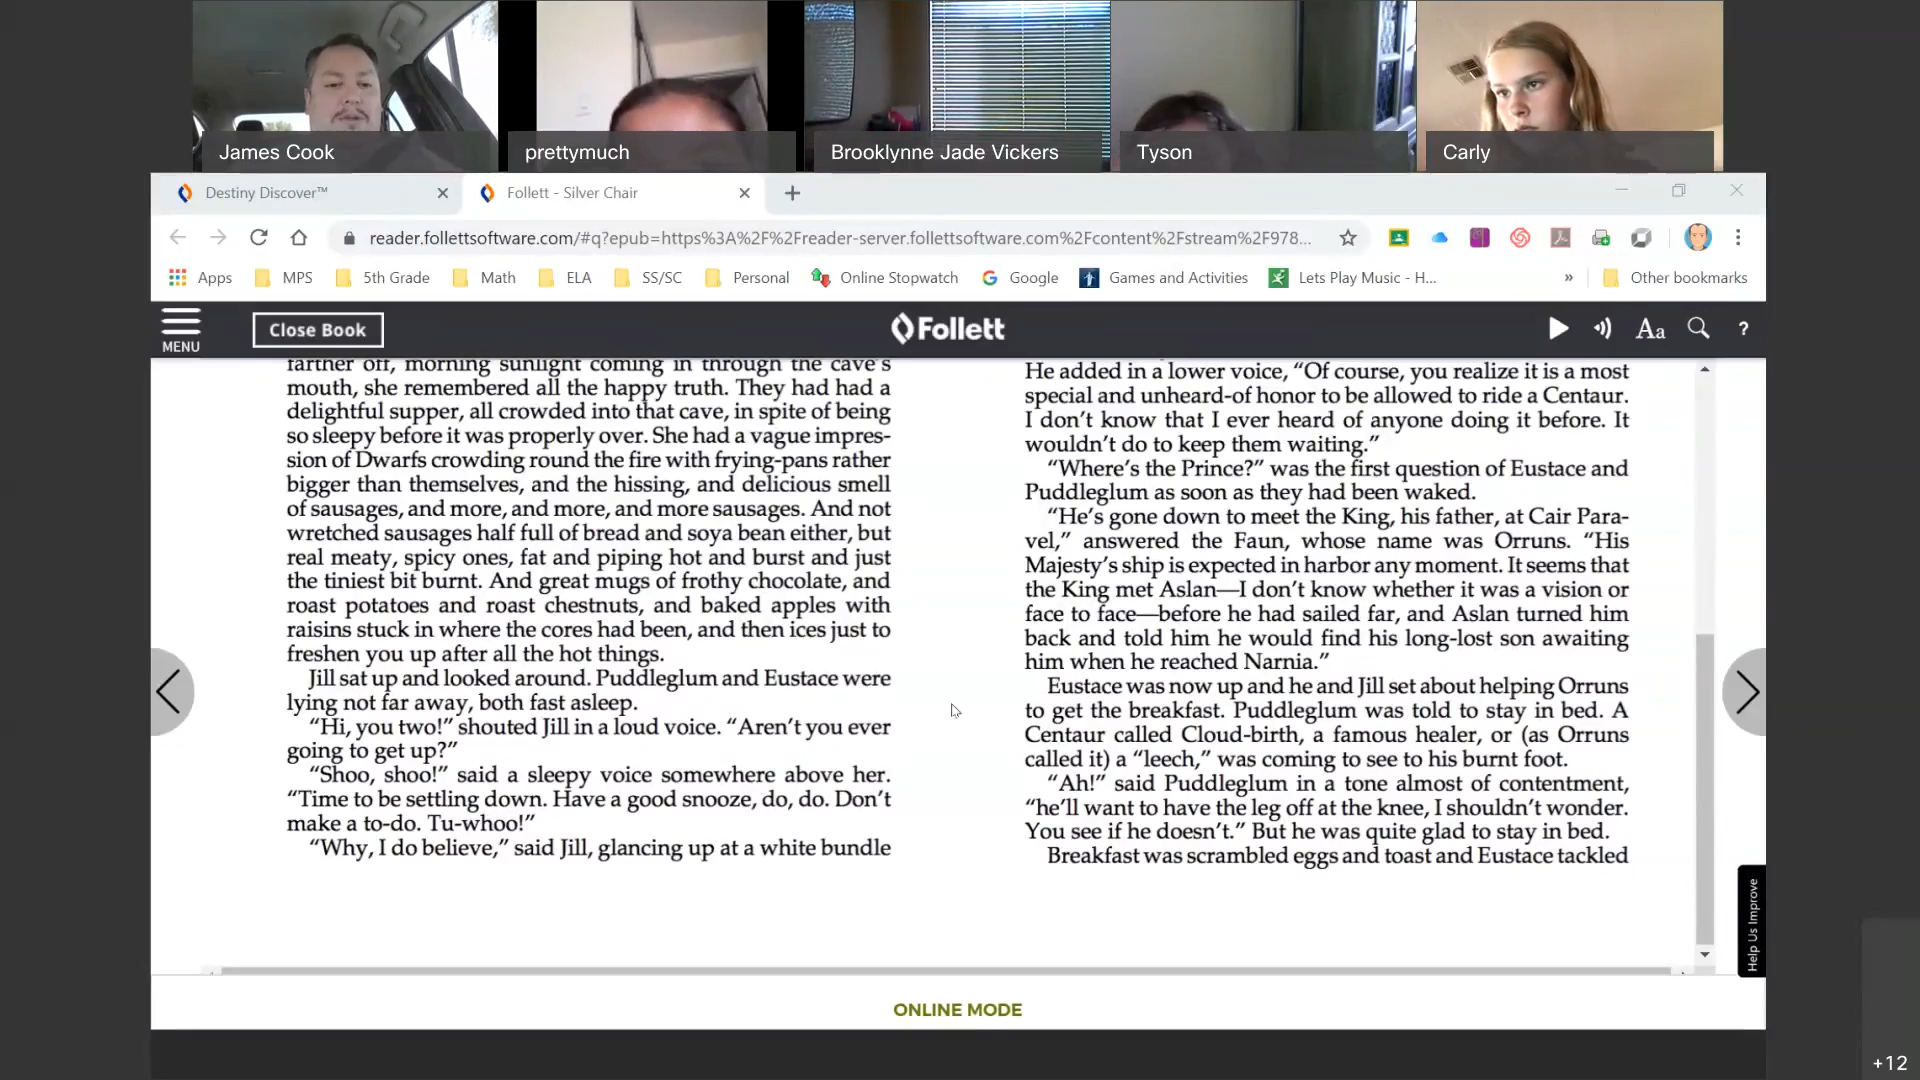 James Cook
prettymuch
Brooklynne Jade Vickers
Tyson
Carly
Destiny Discover™
Follett - Silver Chair
reader.follettsoftware.com/#q?epub=https%3A%2F%2Freader-server.follettsoftware.com%2Fcontent%2Fstream%2F978...
Apps
MPS
5th Grade
Math
ELA
SS/SC
Personal
Online Stopwatch
Google
Games and Activities
Lets Play Music - H...
»
Other bookmarks
MENU
Close Book
Follett
Aa
?
farther off, morning sunlight coming in through the cave's
mouth, she remembered all the happy truth. They had had a
delightful supper, all crowded into that cave, in spite of being
so sleepy before it was properly over. She had a vague impres-
sion of Dwarfs crowding round the fire with frying-pans rather
bigger than themselves, and the hissing, and delicious smell
of sausages, and more, and more, and more sausages. And not
wretched sausages half full of bread and soya bean either, but
real meaty, spicy ones, fat and piping hot and burst and just
the tiniest bit burnt. And great mugs of frothy chocolate, and
roast potatoes and roast chestnuts, and baked apples with
raisins stuck in where the cores had been, and then ices just to
freshen you up after all the hot things.
Jill sat up and looked around. Puddleglum and Eustace were
lying not far away, both fast asleep.
“Hi, you two!” shouted Jill in a loud voice. “Aren't you ever
going to get up?”
“Shoo, shoo!” said a sleepy voice somewhere above her.
“Time to be settling down. Have a good snooze, do, do. Don't
make a to-do. Tu-whoo!”
“Why, I do believe,” said Jill, glancing up at a white bundle
He added in a lower voice, “Of course, you realize it is a most
special and unheard-of honor to be allowed to ride a Centaur.
I don't know that I ever heard of anyone doing it before. It
wouldn't do to keep them waiting.”
“Where's the Prince?” was the first question of Eustace and
Puddleglum as soon as they had been waked.
“He's gone down to meet the King, his father, at Cair Para-
vel,” answered the Faun, whose name was Orruns. “His
Majesty's ship is expected in harbor any moment. It seems that
the King met Aslan—I don't know whether it was a vision or
face to face—before he had sailed far, and Aslan turned him
back and told him he would find his long-lost son awaiting
him when he reached Narnia.”
Eustace was now up and he and Jill set about helping Orruns
to get the breakfast. Puddleglum was told to stay in bed. A
Centaur called Cloud-birth, a famous healer, or (as Orruns
called it) a “leech,” was coming to see to his burnt foot.
“Ah!” said Puddleglum in a tone almost of contentment,
“he'll want to have the leg off at the knee, I shouldn't wonder.
You see if he doesn't.” But he was quite glad to stay in bed.
Breakfast was scrambled eggs and toast and Eustace tackled
Help Us Improve
ONLINE MODE
+12